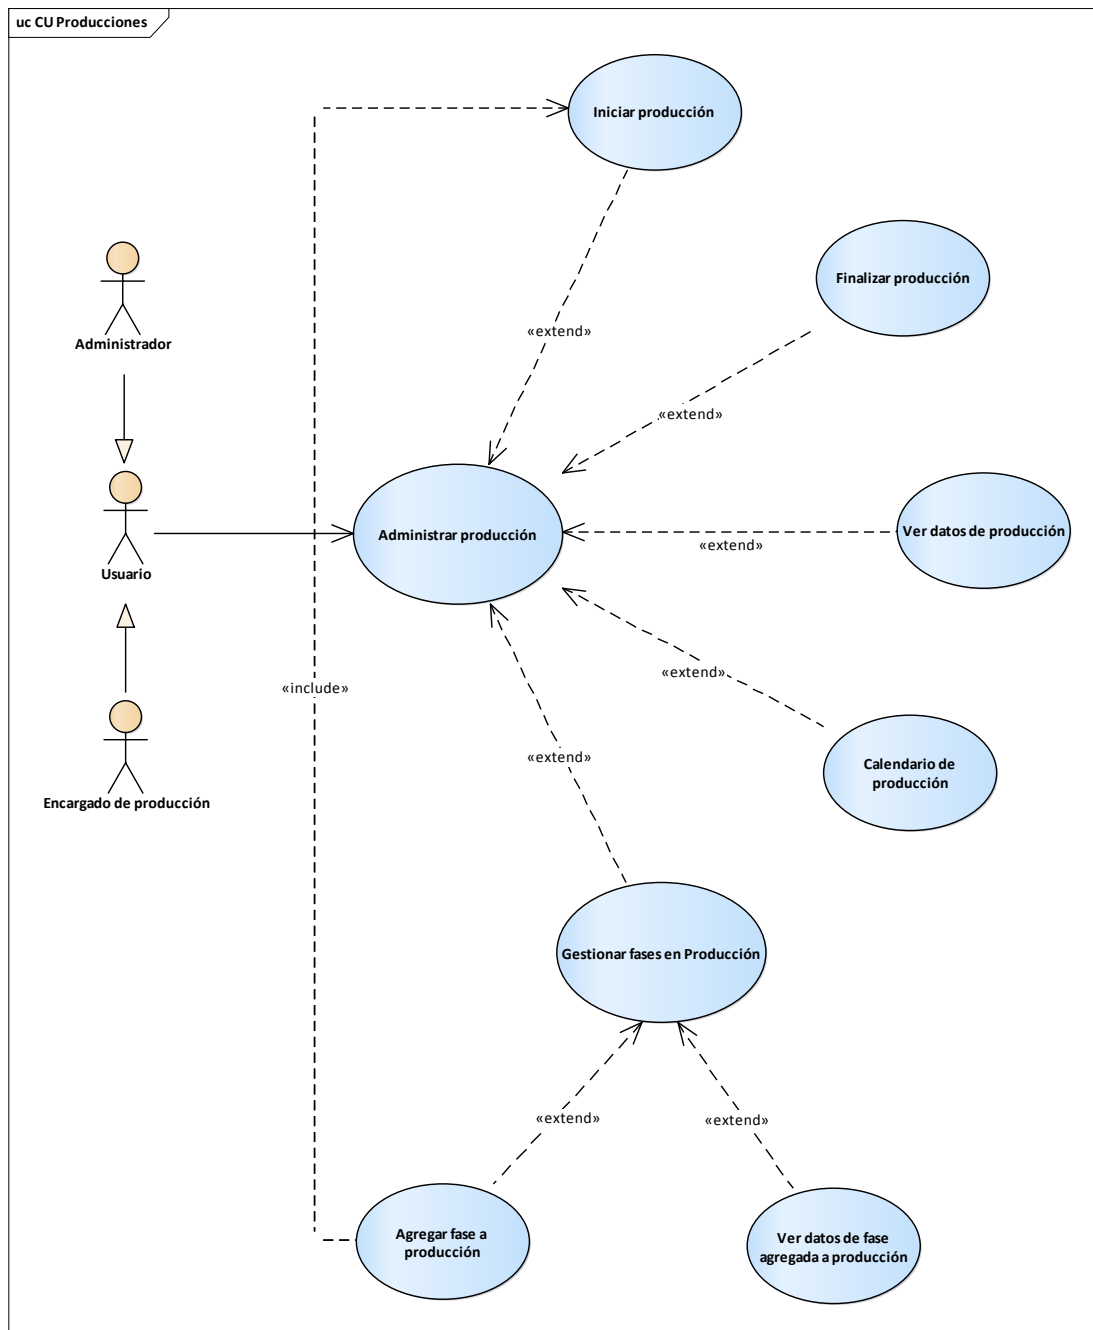 uc CU Producciones
Iniciar producción
Finalizar producción
Administrador
«extend»
«extend»
Administrar producción
Ver datos de producción
«extend»
Usuario
«extend»
«include»
«extend»
Calendario de
producción
Encargado de producción
Gestionar fases en Producción
«extend»
«extend»
Agregar fase a
producción
Ver datos de fase
agregada a producción